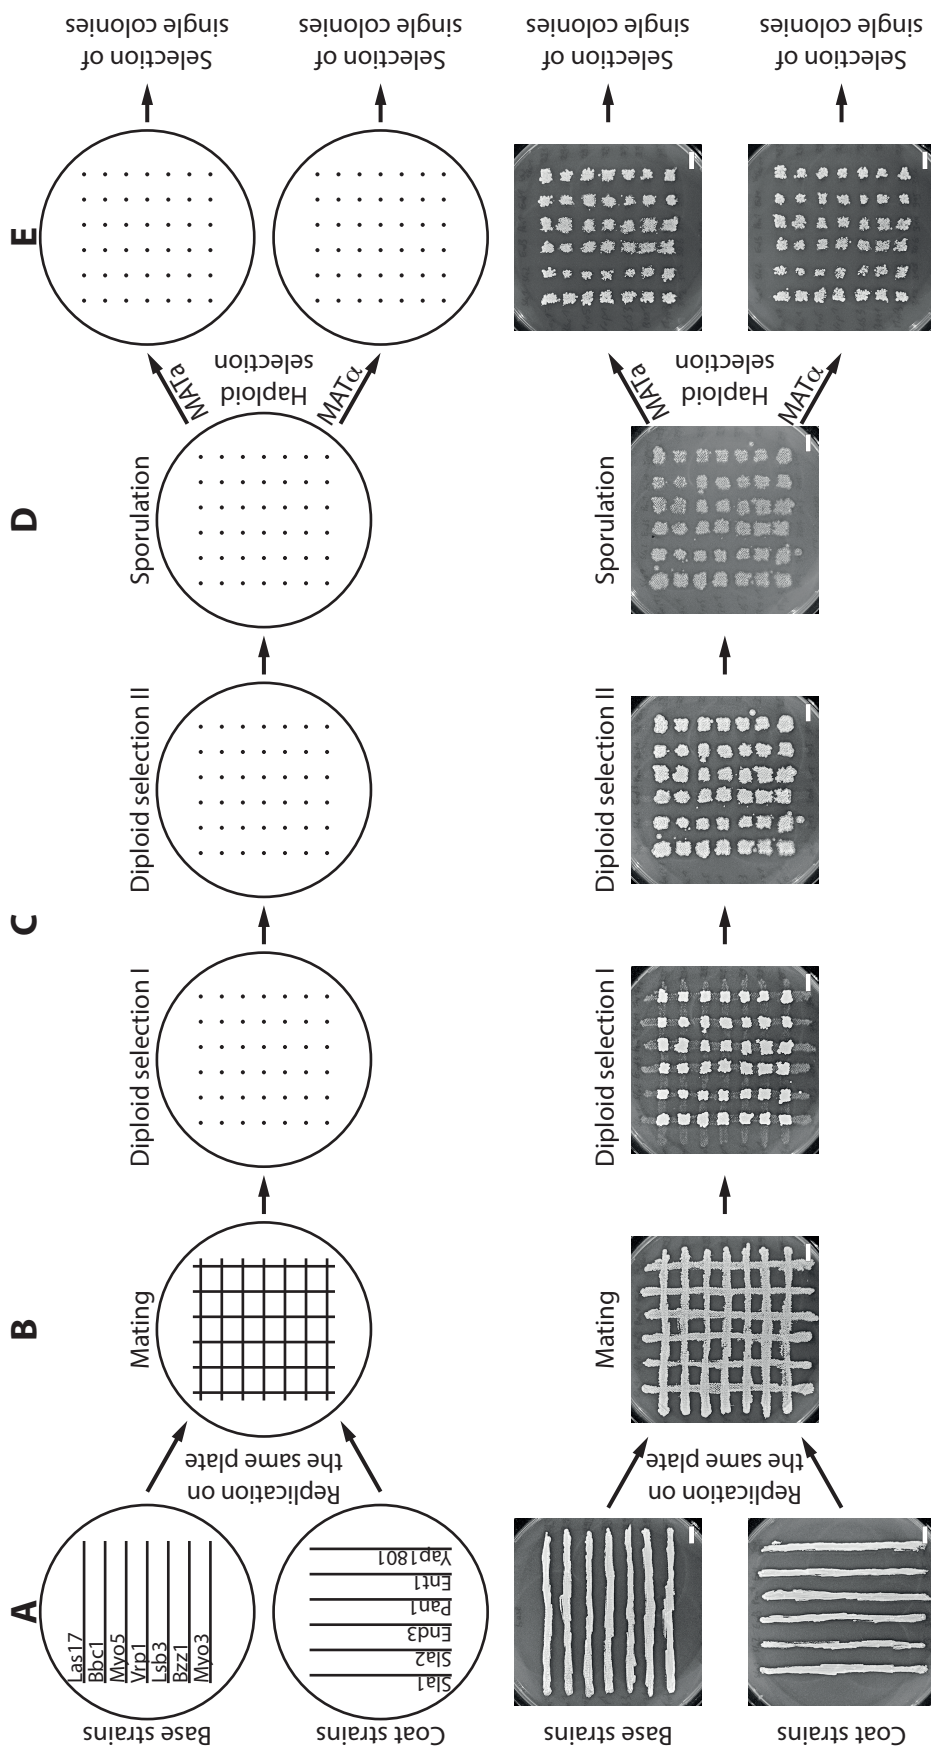 A
B
C
D
E
Mating
Diploid selection I
Diploid selection II
Sporulation
Base strains
Las17
Bbc1
Myo5
Vrp1
Lsb3
Bzz1
Myo3
Coat strains
Sla1
Sla2
End3
Pan1
Ent1
Yap1801
Replication on
the same plate
MATa
Haploid
selection
MATα
Selection of
single colonies
Selection of
single colonies
Mating
Diploid selection I
Diploid selection II
Sporulation
Base strains
Coat strains
Replication on
the same plate
MATa
Haploid
selection
MATα
Selection of
single colonies
Selection of
single colonies